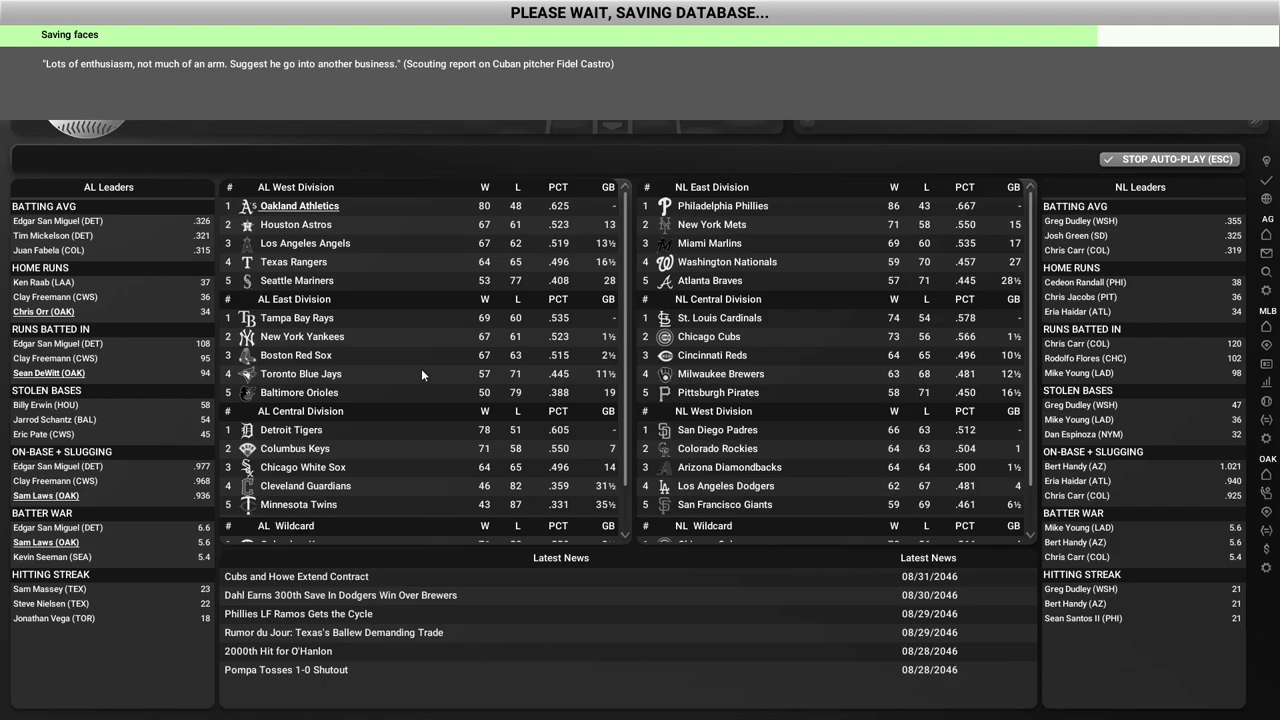 PLEASE WAIT, SAVING DATABASE...
Saving faces
"Lots of enthusiasm, not much of an arm. Suggest he go into another business." (Scouting report on Cuban pitcher Fidel Castro)
STOP AUTO-PLAY (ESC)
AL Leaders
BATTING AVG
Edgar San Miguel (DET) .326
Tim Mickelson (DET) .321
Juan Fabela (COL) .315
HOME RUNS
Ken Raab (LAA) 37
Clay Freemann (CWS) 36
Chris Orr (OAK) 34
RUNS BATTED IN
Edgar San Miguel (DET) 108
Clay Freemann (CWS) 95
Sean DeWitt (OAK) 94
STOLEN BASES
Billy Erwin (HOU) 58
Jarrod Schantz (BAL) 54
Eric Pate (CWS) 45
ON-BASE + SLUGGING
Edgar San Miguel (DET) .977
Clay Freemann (CWS) .968
Sam Laws (OAK) .936
BATTER WAR
Edgar San Miguel (DET) 6.6
Sam Laws (OAK) 5.6
Kevin Seeman (SEA) 5.4
HITTING STREAK
Sam Massey (TEX) 23
Steve Nielsen (TEX) 22
Jonathan Vega (TOR) 18
# AL West Division W L PCT GB
1 Oakland Athletics 80 48 .625 -
2 Houston Astros 67 61 .523 13
3 Los Angeles Angels 67 62 .519 13½
4 Texas Rangers 64 65 .496 16½
5 Seattle Mariners 53 77 .408 28
# AL East Division W L PCT GB
1 Tampa Bay Rays 69 60 .535 -
2 New York Yankees 67 61 .523 1½
3 Boston Red Sox 67 63 .515 2½
4 Toronto Blue Jays 57 71 .445 11½
5 Baltimore Orioles 50 79 .388 19
# AL Central Division W L PCT GB
1 Detroit Tigers 78 51 .605 -
2 Columbus Keys 71 58 .550 7
3 Chicago White Sox 64 65 .496 14
4 Cleveland Guardians 46 82 .359 31½
5 Minnesota Twins 43 87 .331 35½
# AL Wildcard W L PCT GB
# NL East Division W L PCT GB
1 Philadelphia Phillies 86 43 .667 -
2 New York Mets 71 58 .550 15
3 Miami Marlins 69 60 .535 17
4 Washington Nationals 59 70 .457 27
5 Atlanta Braves 57 71 .445 28½
# NL Central Division W L PCT GB
1 St. Louis Cardinals 74 54 .578 -
2 Chicago Cubs 73 56 .566 1½
3 Cincinnati Reds 64 65 .496 10½
4 Milwaukee Brewers 63 68 .481 12½
5 Pittsburgh Pirates 58 71 .450 16½
# NL West Division W L PCT GB
1 San Diego Padres 66 63 .512 -
2 Colorado Rockies 64 63 .504 1
3 Arizona Diamondbacks 64 64 .500 1½
4 Los Angeles Dodgers 62 67 .481 4
5 San Francisco Giants 59 69 .461 6½
# NL Wildcard W L PCT GB
Latest News Latest News
Cubs and Howe Extend Contract 08/31/2046
Dahl Earns 300th Save In Dodgers Win Over Brewers 08/30/2046
Phillies LF Ramos Gets the Cycle 08/29/2046
Rumor du Jour: Texas's Ballew Demanding Trade 08/29/2046
2000th Hit for O'Hanlon 08/28/2046
Pompa Tosses 1-0 Shutout 08/28/2046
NL Leaders
BATTING AVG
Greg Dudley (WSH) .355
Josh Green (SD) .325
Chris Carr (COL) .319
HOME RUNS
Cedeon Randall (PHI) 38
Chris Jacobs (PIT) 36
Eria Haidar (ATL) 34
RUNS BATTED IN
Chris Carr (COL) 120
Rodolfo Flores (CHC) 102
Mike Young (LAD) 98
STOLEN BASES
Greg Dudley (WSH) 47
Mike Young (LAD) 36
Dan Espinoza (NYM) 32
ON-BASE + SLUGGING
Bert Handy (AZ) 1.021
Eria Haidar (ATL) .940
Chris Carr (COL) .925
BATTER WAR
Mike Young (LAD) 5.6
Bert Handy (AZ) 5.6
Chris Carr (COL) 5.4
HITTING STREAK
Greg Dudley (WSH) 21
Bert Handy (AZ) 21
Sean Santos II (PHI) 21
AG
MLB
OAK